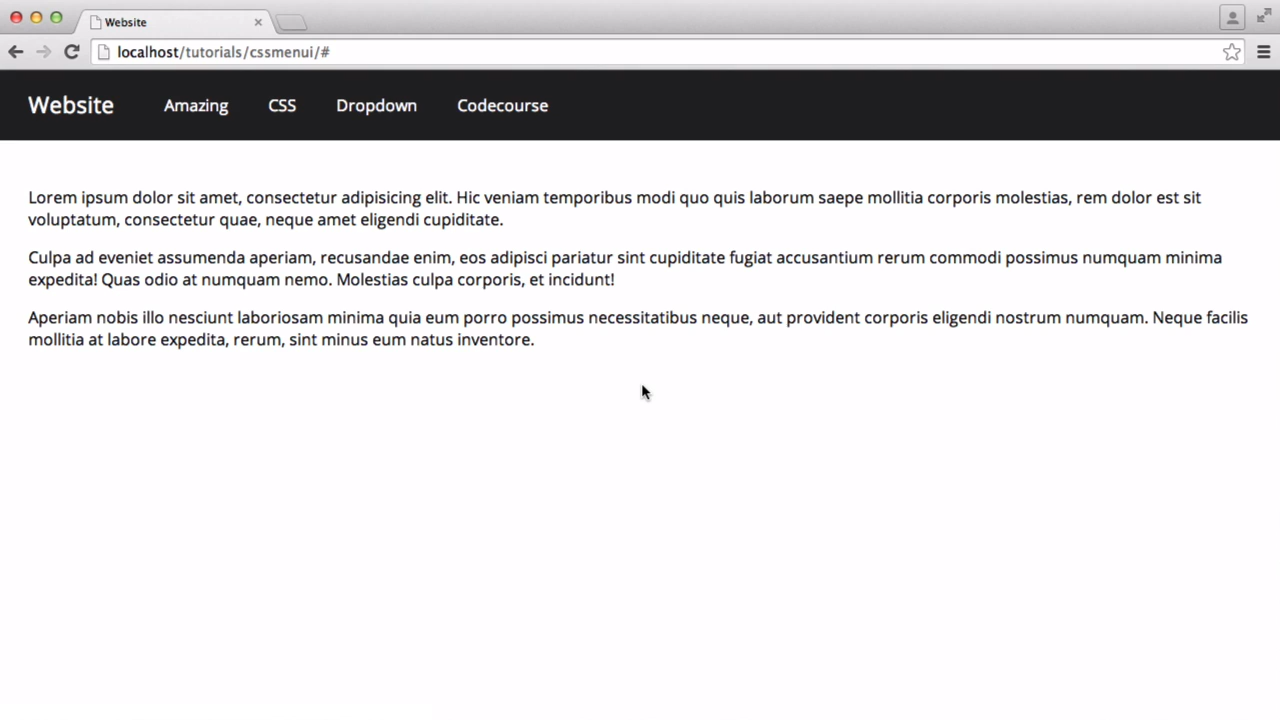 Website
localhost/tutorials/cssmenui/#
Website Amazing CSS Dropdown Codecourse
Lorem ipsum dolor sit amet, consectetur adipisicing elit. Hic veniam temporibus modi quo quis laborum saepe mollitia corporis molestias, rem dolor est sit
voluptatum, consectetur quae, neque amet eligendi cupiditate.
Culpa ad eveniet assumenda aperiam, recusandae enim, eos adipisci pariatur sint cupiditate fugiat accusantium rerum commodi possimus numquam minima
expedita! Quas odio at numquam nemo. Molestias culpa corporis, et incidunt!
Aperiam nobis illo nesciunt laboriosam minima quia eum porro possimus necessitatibus neque, aut provident corporis eligendi nostrum numquam. Neque facilis
mollitia at labore expedita, rerum, sint minus eum natus inventore.